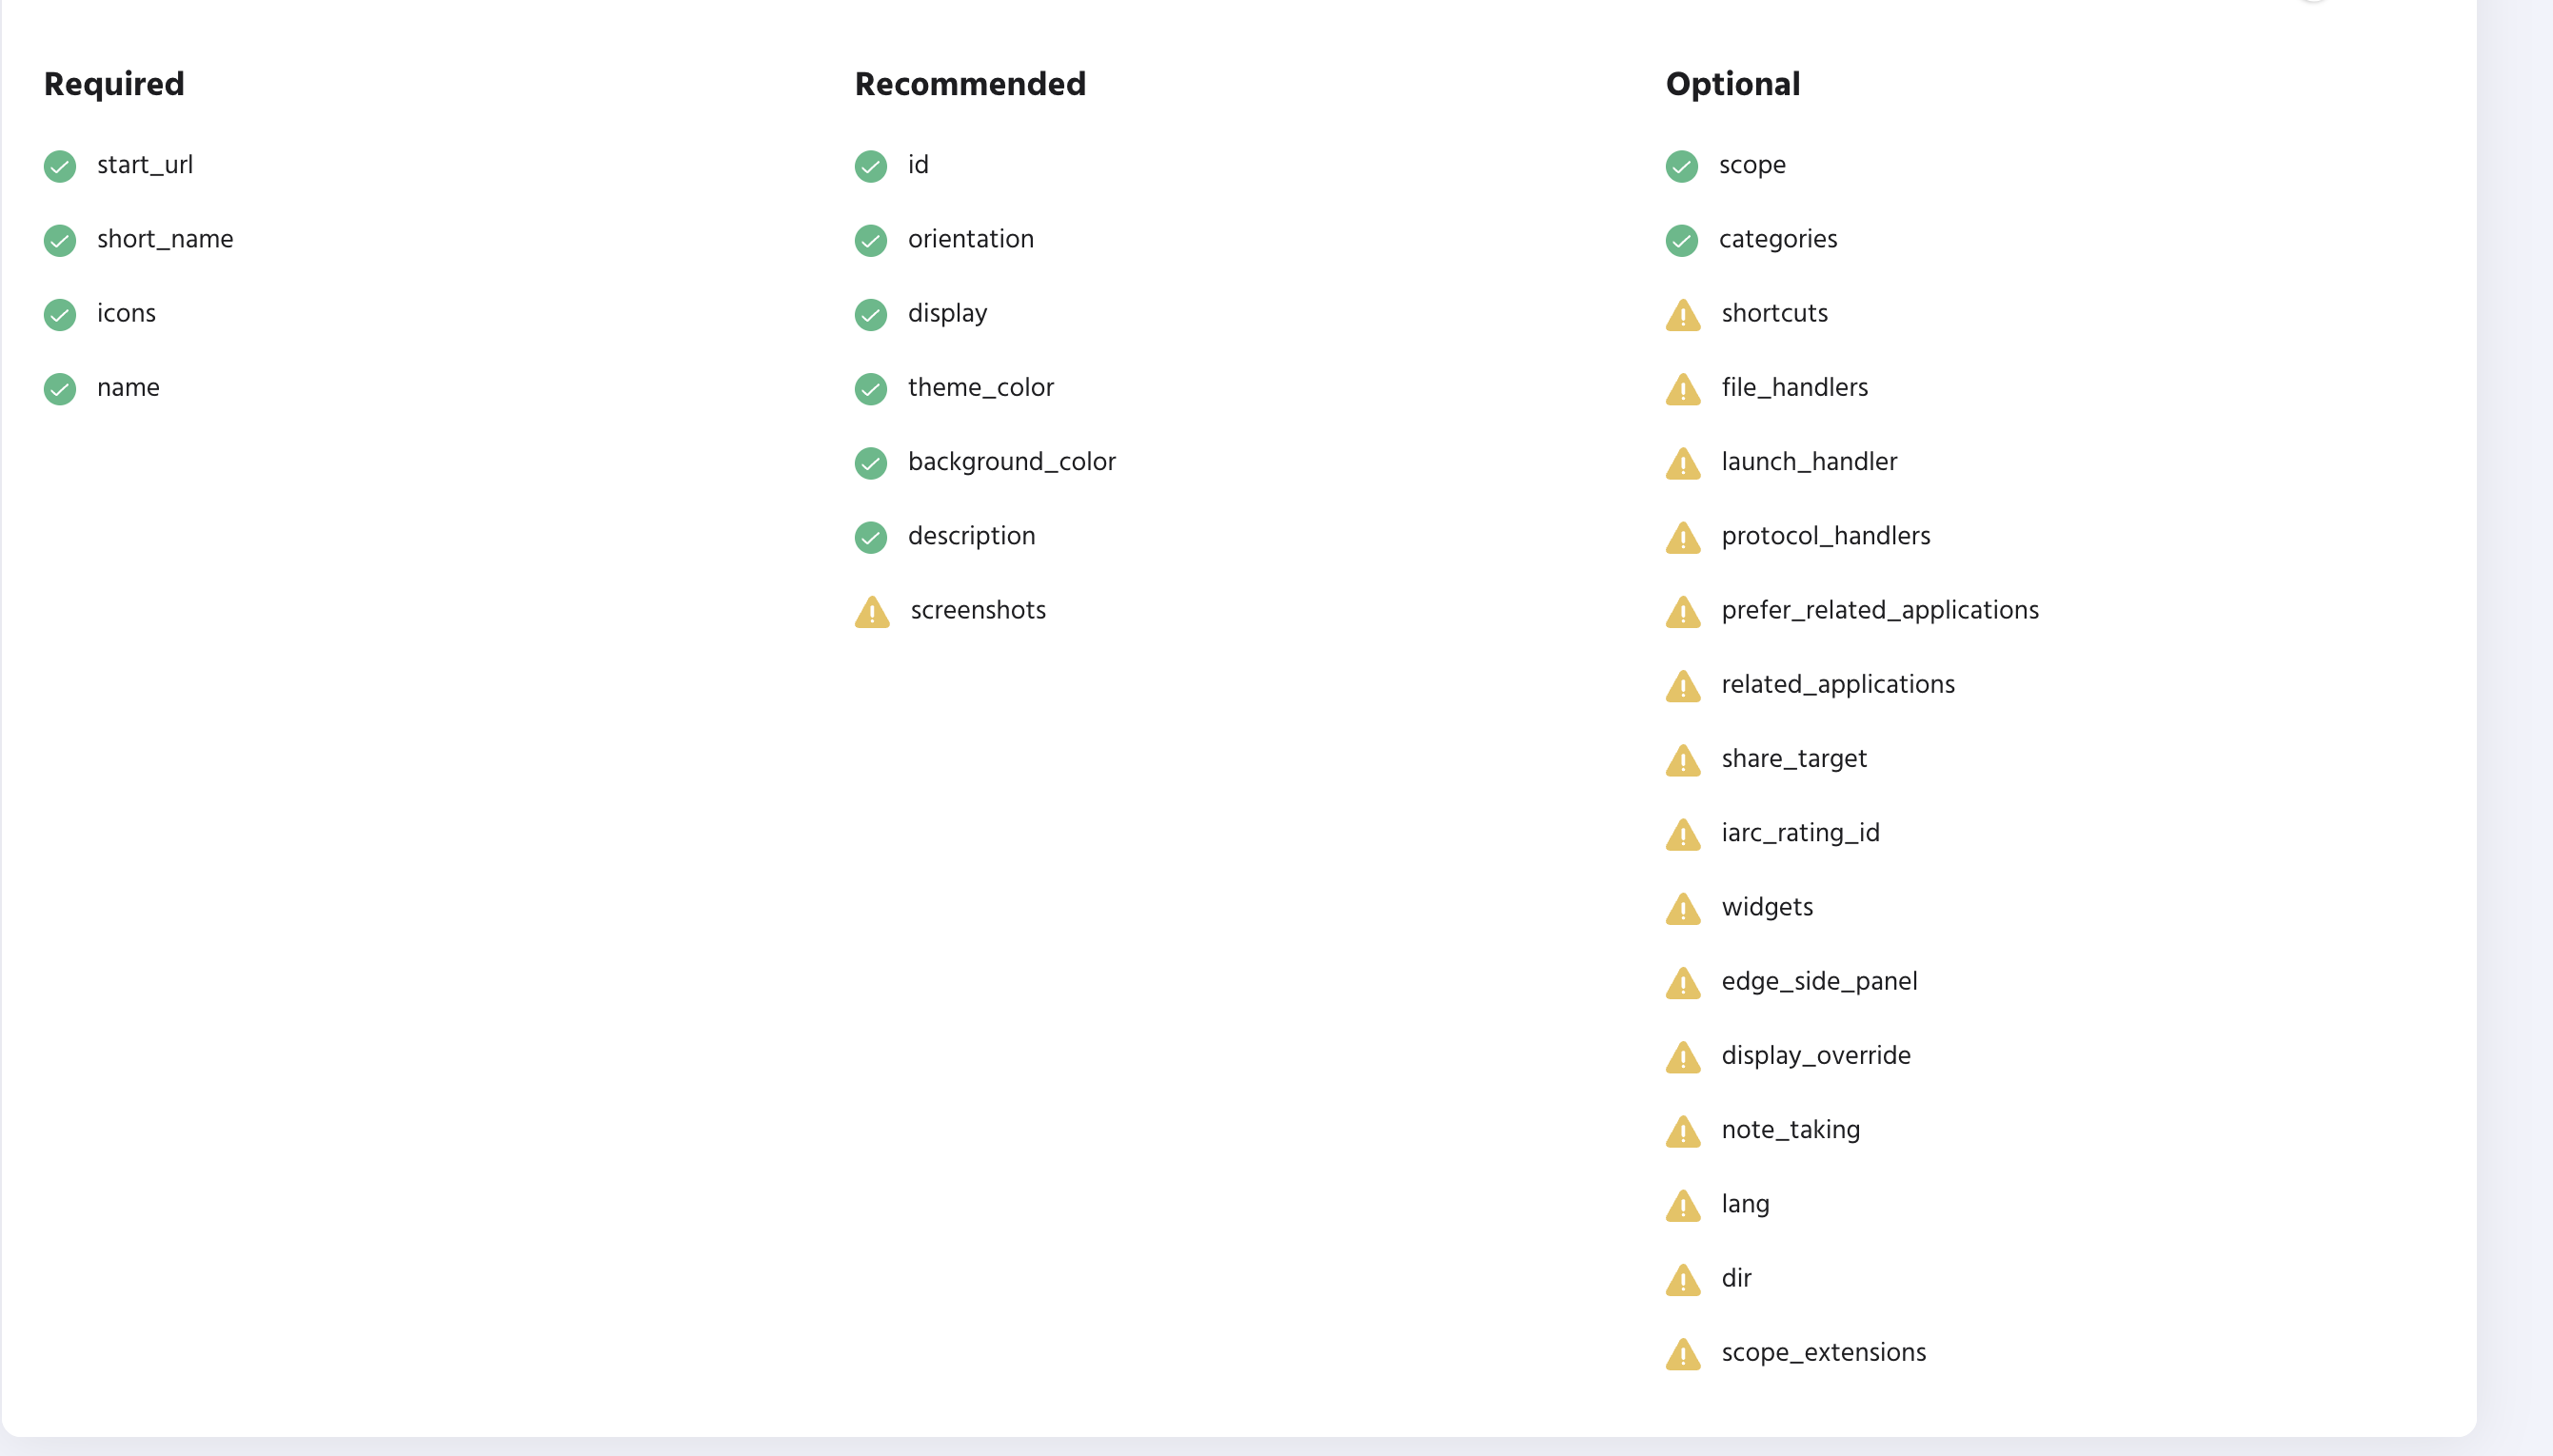 Required
start_url
short_name
icons
name
Recommended
id
orientation
display
theme_color
background_color
description
screenshots
Optional
scope
categories
shortcuts
file_handlers
launch_handler
protocol_handlers
prefer_related_applications
related_applications
share_target
iarc_rating_id
widgets
edge_side_panel
display_override
note_taking
lang
dir
scope_extensions